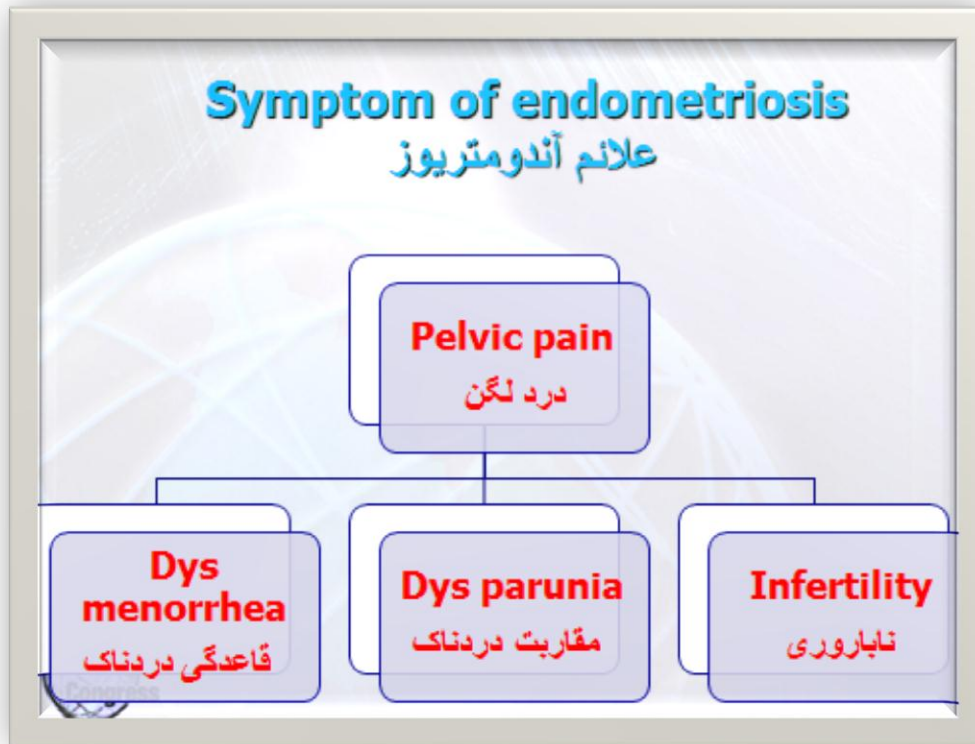 Symptom of endometriosis
علائم آندومتریوز
Pelvic pain
درد لگن
Dys
menorrhea
قاعدگی دردناک
Dys parunia
مقاربت دردناک
Infertility
ناباروری
Congress